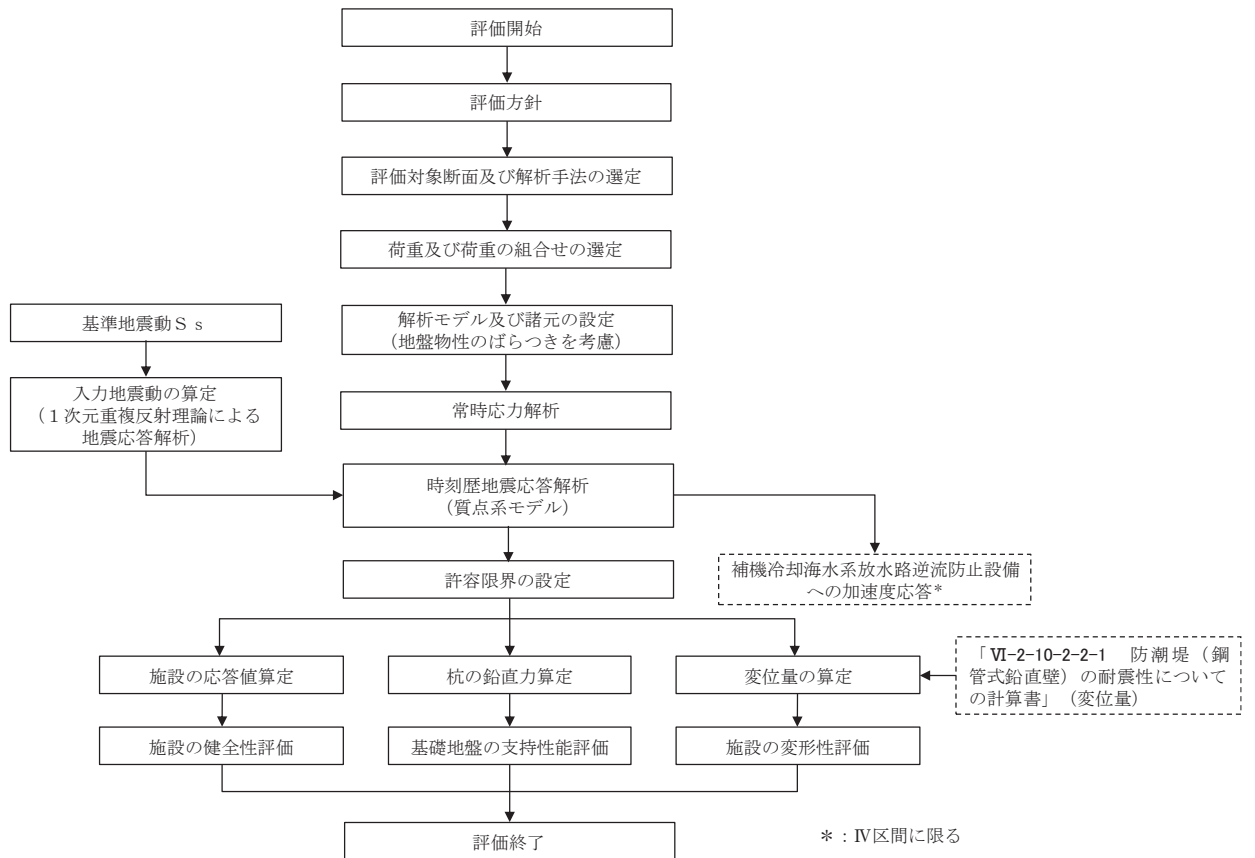 評価開始
評価方針
評価対象断面及び解析手法の選定
荷重及び荷重の組合せの選定
基準地震動Ｓｓ
解析モデル及び諸元の設定
(地盤物性のばらつきを考慮)
入力地震動の算定
（１次元重複反射理論による
地震応答解析）
常時応力解析
時刻歴地震応答解析
(質点系モデル)
許容限界の設定
補機冷却海水系放水路逆流防止設備
への加速度応答*
施設の応答値算定
杭の鉛直力算定
変位量の算定
「Ⅵ-2-10-2-2-1　防潮堤（鋼
管式鉛直壁）の耐震性について
の計算書」（変位量）
施設の健全性評価
基礎地盤の支持性能評価
施設の変形性評価
評価終了
＊：Ⅳ区間に限る